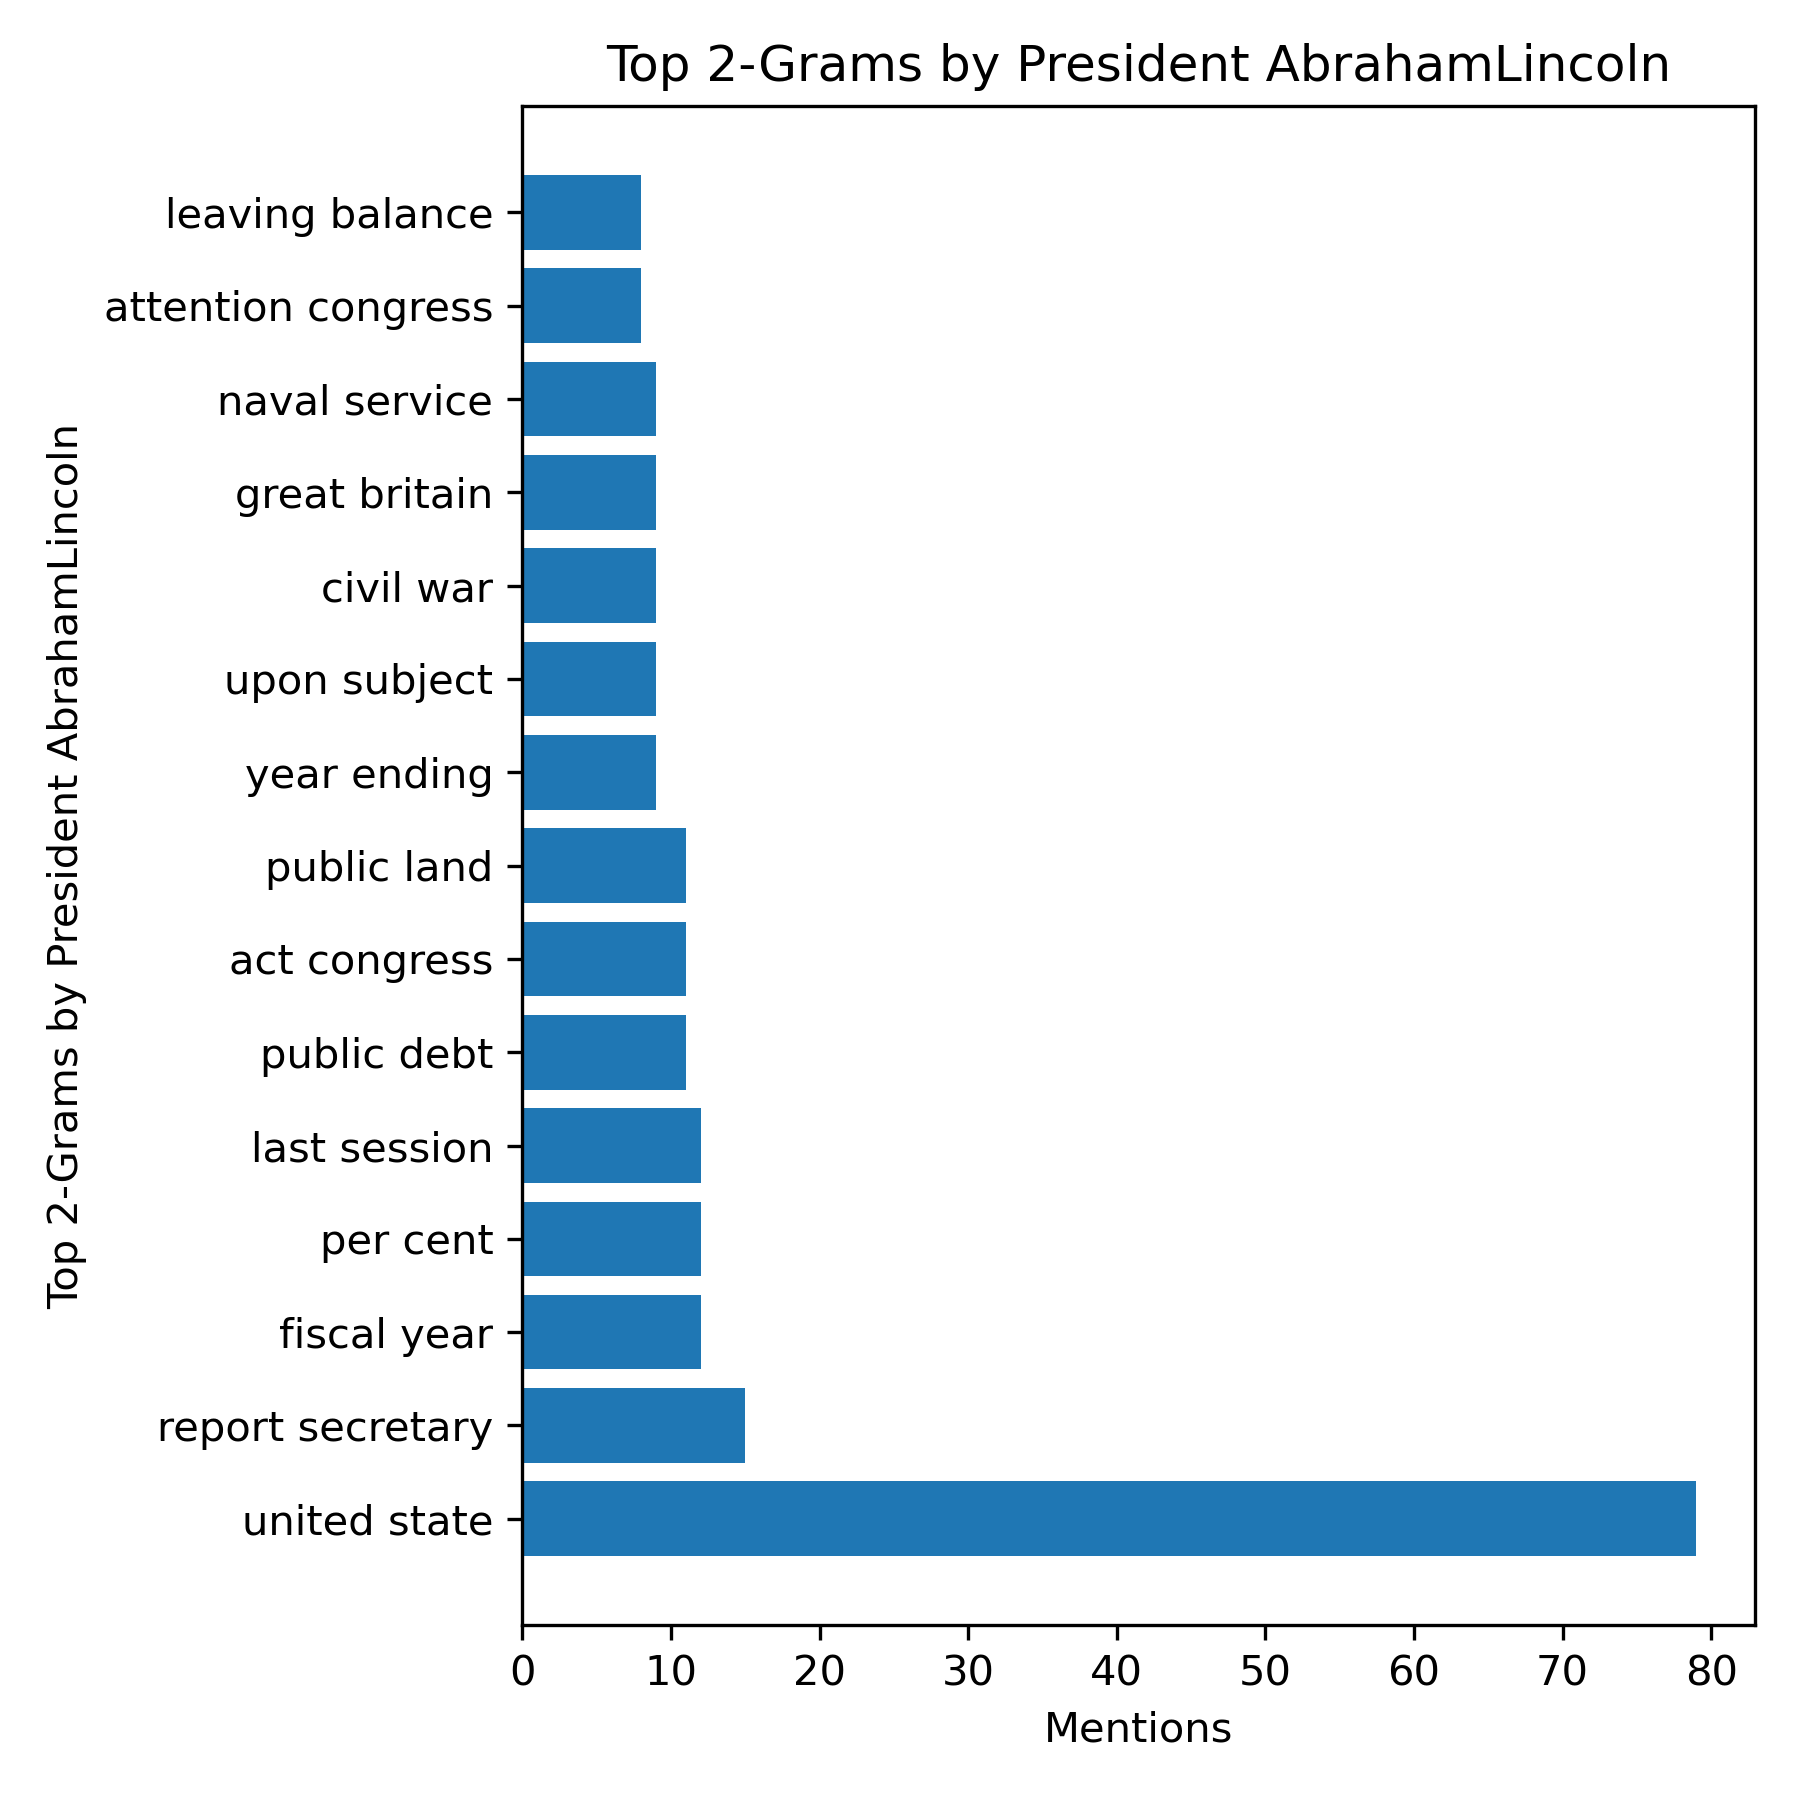 Top 2-Grams by President AbrahamLincoln
Top 2-Grams by President AbrahamLincoln
leaving balance
attention congress
naval service
great britain
civil war
upon subject
year ending
public land
act congress
public debt
last session
per cent
fiscal year
report secretary
united state
0 10 20 30 40 50 60 70 80
Mentions